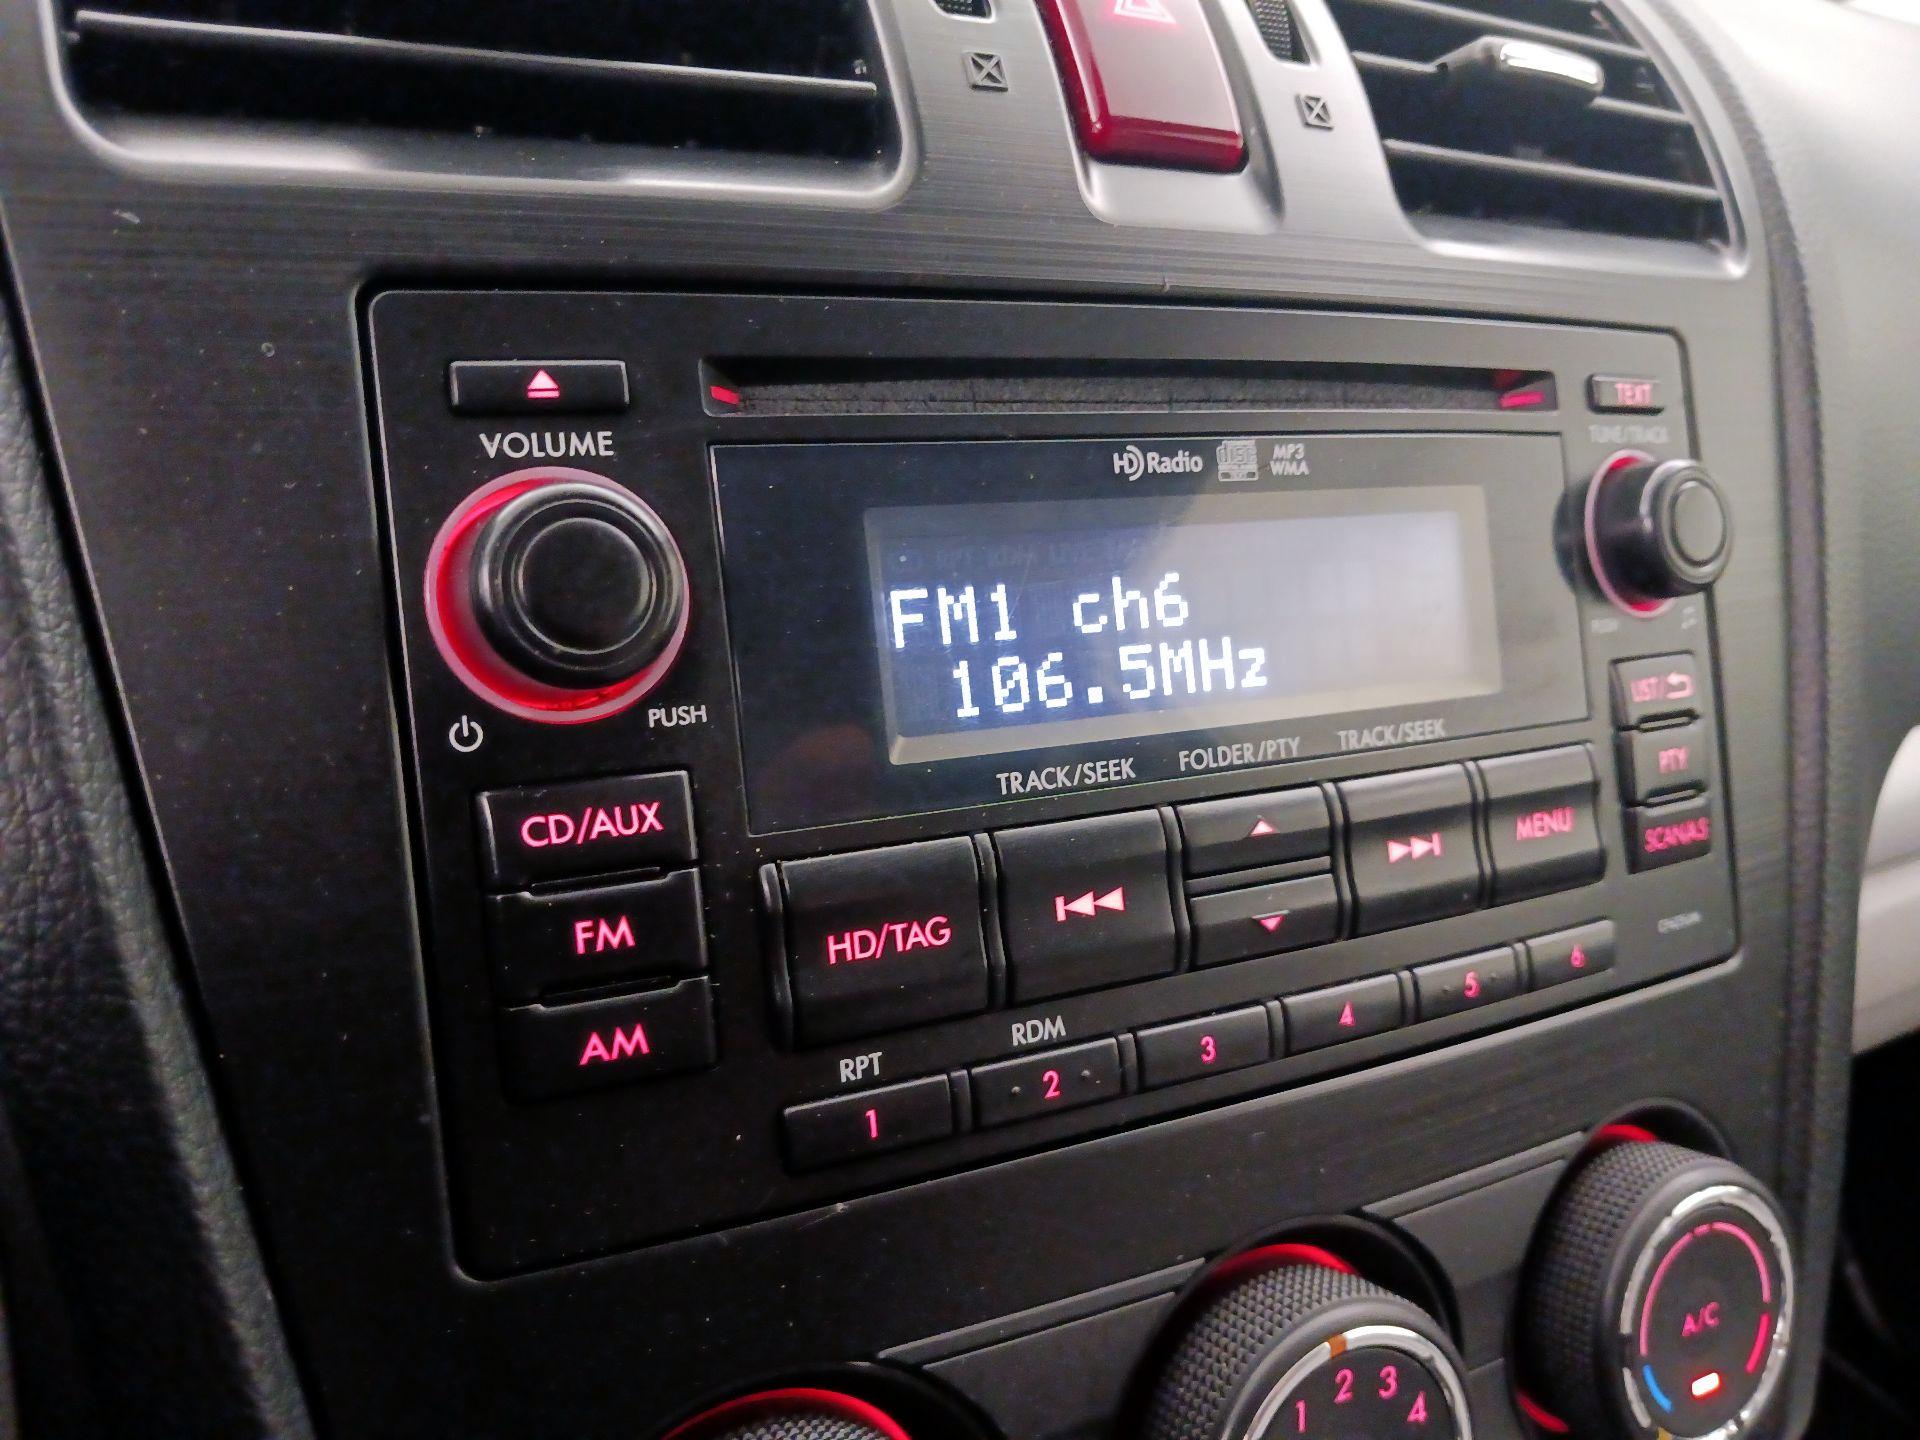 TEXT
VOLUME
TUNE/TRACK
HD Radio
MP3
WMA
FM1 ch6
106.5MHz
PUSH
TRACK/SEEK
FOLDER/PTY
TRACK/SEEK
LIST/
PTY
CD/AUX
MENU
SCAN/AS
FM
HD/TAG
AM
RPT
RDM
1
2
3
4
5
6
A/C
1 2 3 4